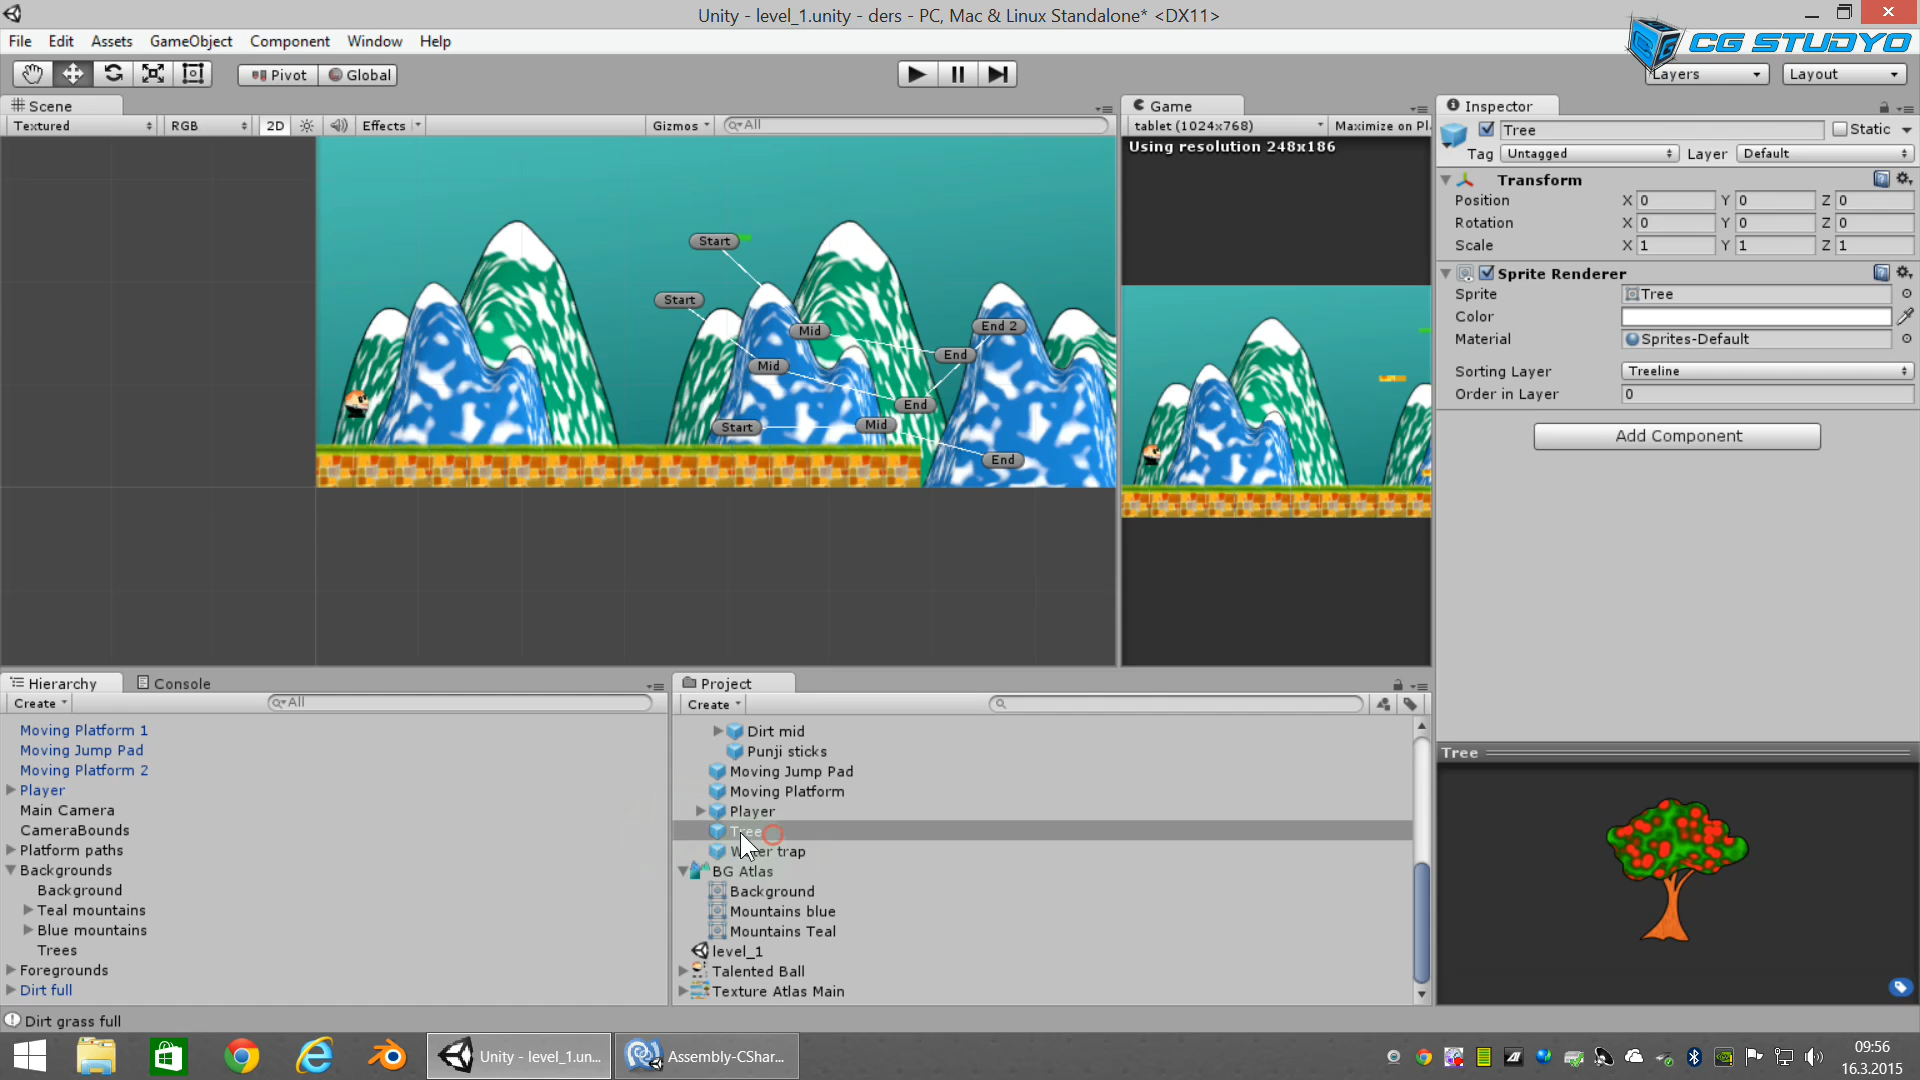 Unity - level_1.unity - ders - PC, Mac & Linux Standalone* <DX11>
File Edit Assets GameObject Component Window Help
CG STUDYO
Pivot Global
Layers Layout
Scene
Game
Inspector
Textured RGB 2D Effects Gizmos All
tablet (1024x768) Maximize on Pl
Using resolution 248x186
Tree Static
Tag Untagged Layer Default
Transform
Position X 0 Y 0 Z 0
Rotation X 0 Y 0 Z 0
Scale X 1 Y 1 Z 1
Sprite Renderer
Sprite Tree
Color
Material Sprites-Default
Sorting Layer Treeline
Order in Layer 0
Add Component
Start
Start
Mid
End 2
End
Mid
End
Start
Mid
End
Hierarchy Console
Create All
Moving Platform 1
Moving Jump Pad
Moving Platform 2
Player
Main Camera
CameraBounds
Platform paths
Backgrounds
Background
Teal mountains
Blue mountains
Trees
Foregrounds
Dirt full
Project
Create
Dirt mid
Punji sticks
Moving Jump Pad
Moving Platform
Player
Tree
Water trap
BG Atlas
Background
Mountains blue
Mountains Teal
level_1
Talented Ball
Texture Atlas Main
Tree
Dirt grass full
Unity - level_1.un...
Assembly-CShar...
09:56
16.3.2015